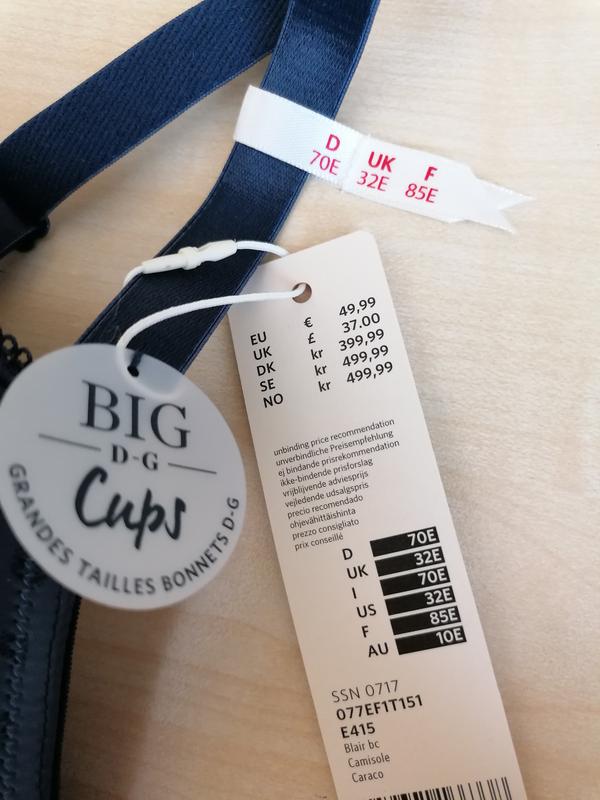 D UK F
70E 32E 85E
EU € 49,99
UK £ 37.00
DK kr 399,99
SE kr 499,99
NO kr 499,99
unbinding price recommendation
unverbindliche Preisempfehlung
ej bindande prisrekommendation
ikke-bindende prisforslag
vrijblijvende adviesprijs
vejledende udsalgspris
precio recomendado
ohjevähittäishinta
prezzo consigliato
prix conseillé
D 70E
UK 32E
I 70E
US 32E
F 85E
AU 10E
SSN 0717
077EF1T151
E415
Blair bc
Camisole
Caraco
BIG
D-G
Cups
GRANDES TAILLES BONNETS D-G